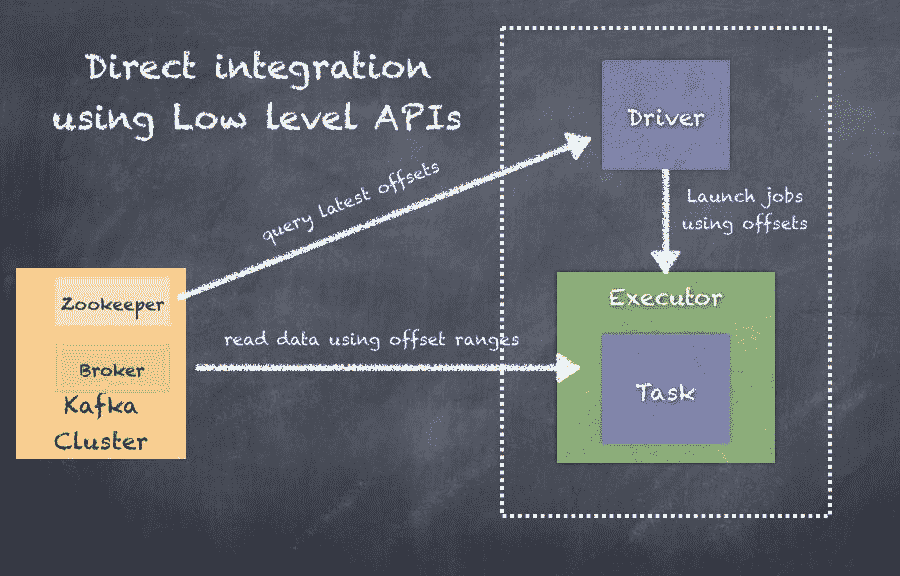 Direct integration
using Low level APIs
Driver
query latest offsets
Launch jobs
using offsets
Zookeeper
Executor
read data using offset ranges
Broker
Kafka
Cluster
Task